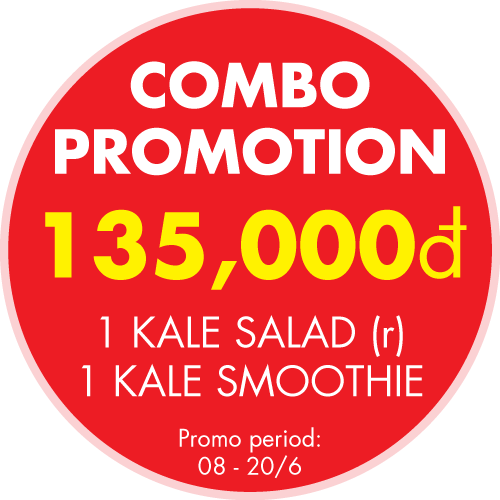 COMBO
PROMOTION
135,000đ
1 KALE SALAD (r)
1 KALE SMOOTHIE
Promo period:
08 - 20/6